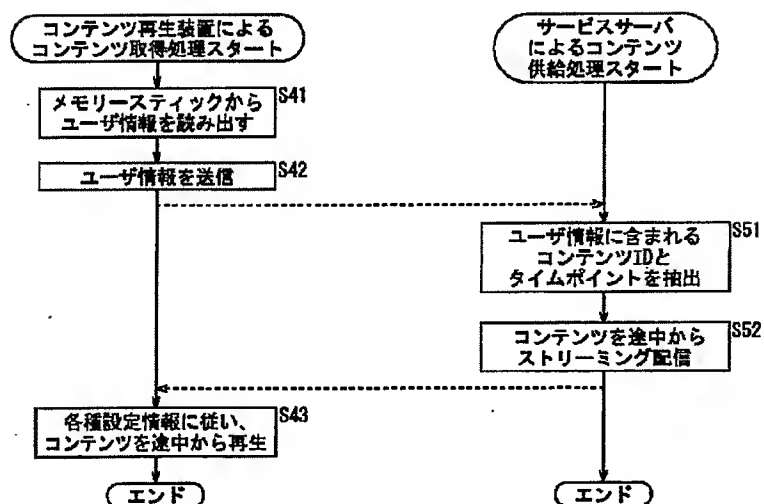 コンテンツ再生装置による
コンテンツ取得処理スタート
メモリースティックから
ユーザ情報を読み出す
S41
ユーザ情報を送信
S42
各種設定情報に従い、
コンテンツを途中から再生
S43
エンド
サービスサーバ
によるコンテンツ
供給処理スタート
ユーザ情報に含まれる
コンテンツIDと
タイムポイントを抽出
S51
コンテンツを途中から
ストリーミング配信
S52
エンド